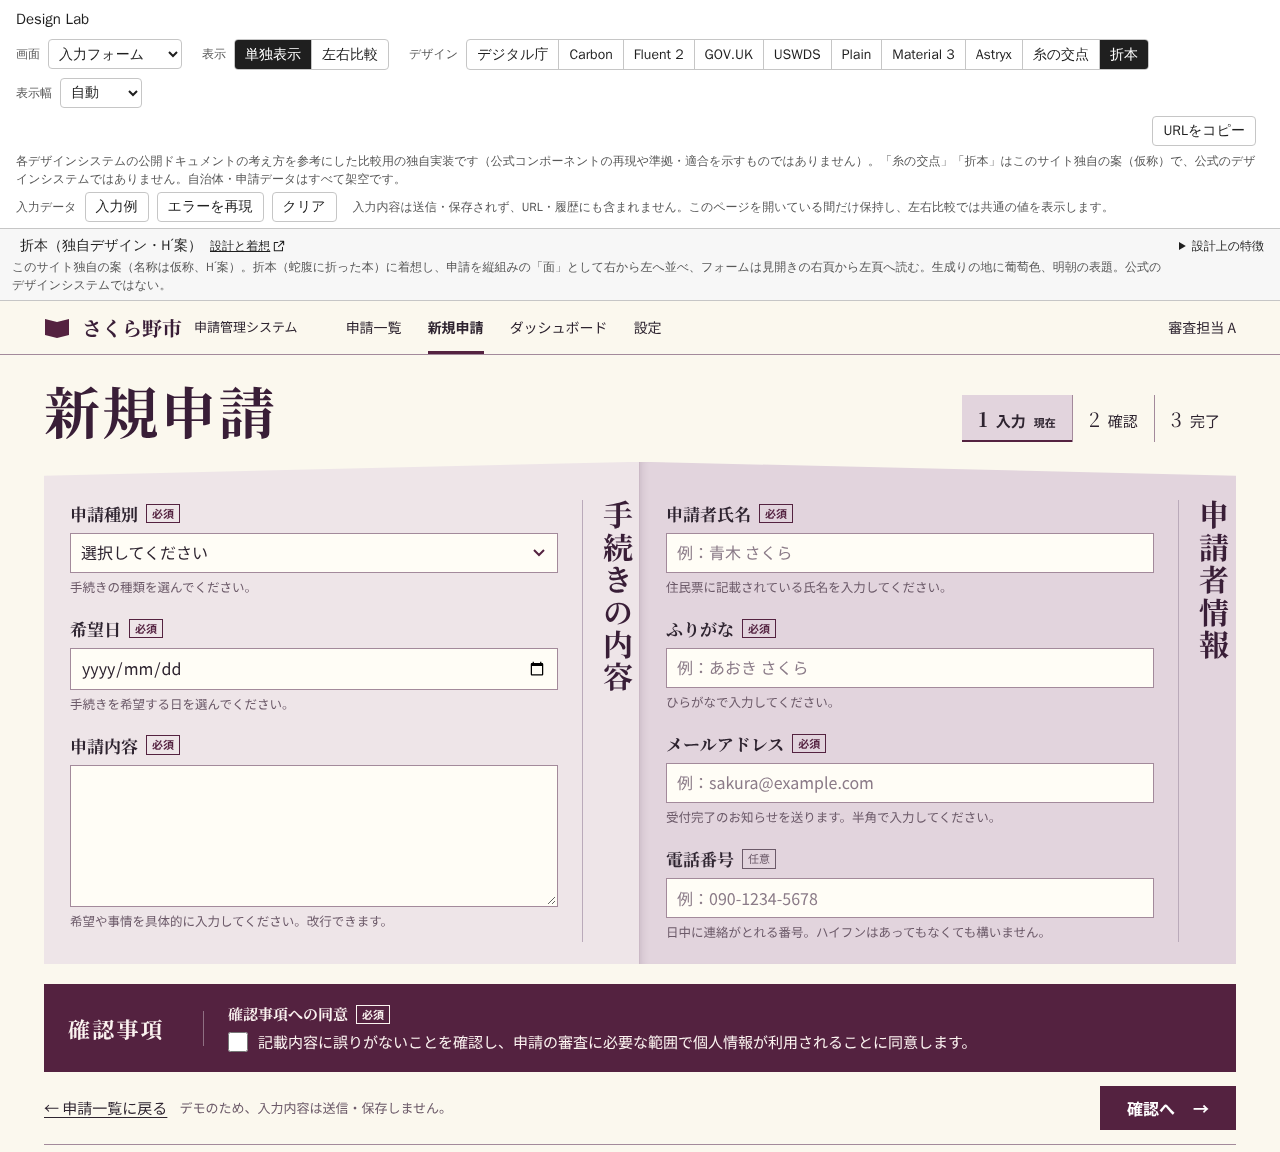 Design Lab
画面 入力フォーム 表示 単独表示 左右比較 デザイン デジタル庁 Carbon Fluent 2 GOV.UK USWDS Plain Material 3 Astryx 糸の交点 折本
表示幅 自動
URLをコピー
各デザインシステムの公開ドキュメントの考え方を参考にした比較用の独自実装です（公式コンポーネントの再現や準拠・適合を示すものではありません）。「糸の交点」「折本」はこのサイト独自の案（仮称）で、公式のデザ
インシステムではありません。自治体・申請データはすべて架空です。
入力データ 入力例 エラーを再現 クリア 入力内容は送信・保存されず、URL・履歴にも含まれません。このページを開いている間だけ保持し、左右比較では共通の値を表示します。
折本（独自デザイン・H′案） 設計と着想 ▶ 設計上の特徴
このサイト独自の案（名称は仮称、H′案）。折本（蛇腹に折った本）に着想し、申請を縦組みの「面」として右から左へ並べ、フォームは見開きの右頁から左頁へ読む。生成りの地に葡萄色、明朝の表題。公式の
デザインシステムではない。
さくら野市 申請管理システム 申請一覧 新規申請 ダッシュボード 設定 審査担当 A
新規申請
1 入力 現在 2 確認 3 完了
申請者情報
申請者氏名 必須
例：青木 さくら
住民票に記載されている氏名を入力してください。
ふりがな 必須
例：あおき さくら
ひらがなで入力してください。
メールアドレス 必須
例：sakura@example.com
受付完了のお知らせを送ります。半角で入力してください。
電話番号 任意
例：090-1234-5678
日中に連絡がとれる番号。ハイフンはあってもなくても構いません。
手続きの内容
申請種別 必須
選択してください
手続きの種類を選んでください。
希望日 必須
yyyy/mm/dd
手続きを希望する日を選んでください。
申請内容 必須
希望や事情を具体的に入力してください。改行できます。
確認事項
確認事項への同意 必須
記載内容に誤りがないことを確認し、申請の審査に必要な範囲で個人情報が利用されることに同意します。
← 申請一覧に戻る デモのため、入力内容は送信・保存しません。 確認へ →